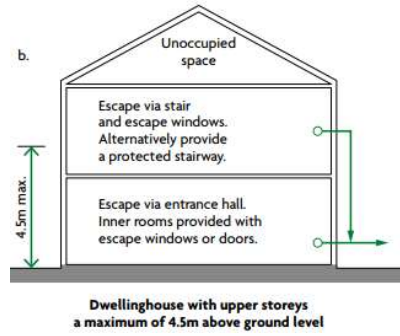 b.
Unoccupied
space
Escape via stair
and escape windows.
Alternatively provide
a protected stairway.
4.5m max.
Escape via entrance hall.
Inner rooms provided with
escape windows or doors.
Dwellinghouse with upper storeys
a maximum of 4.5m above ground level